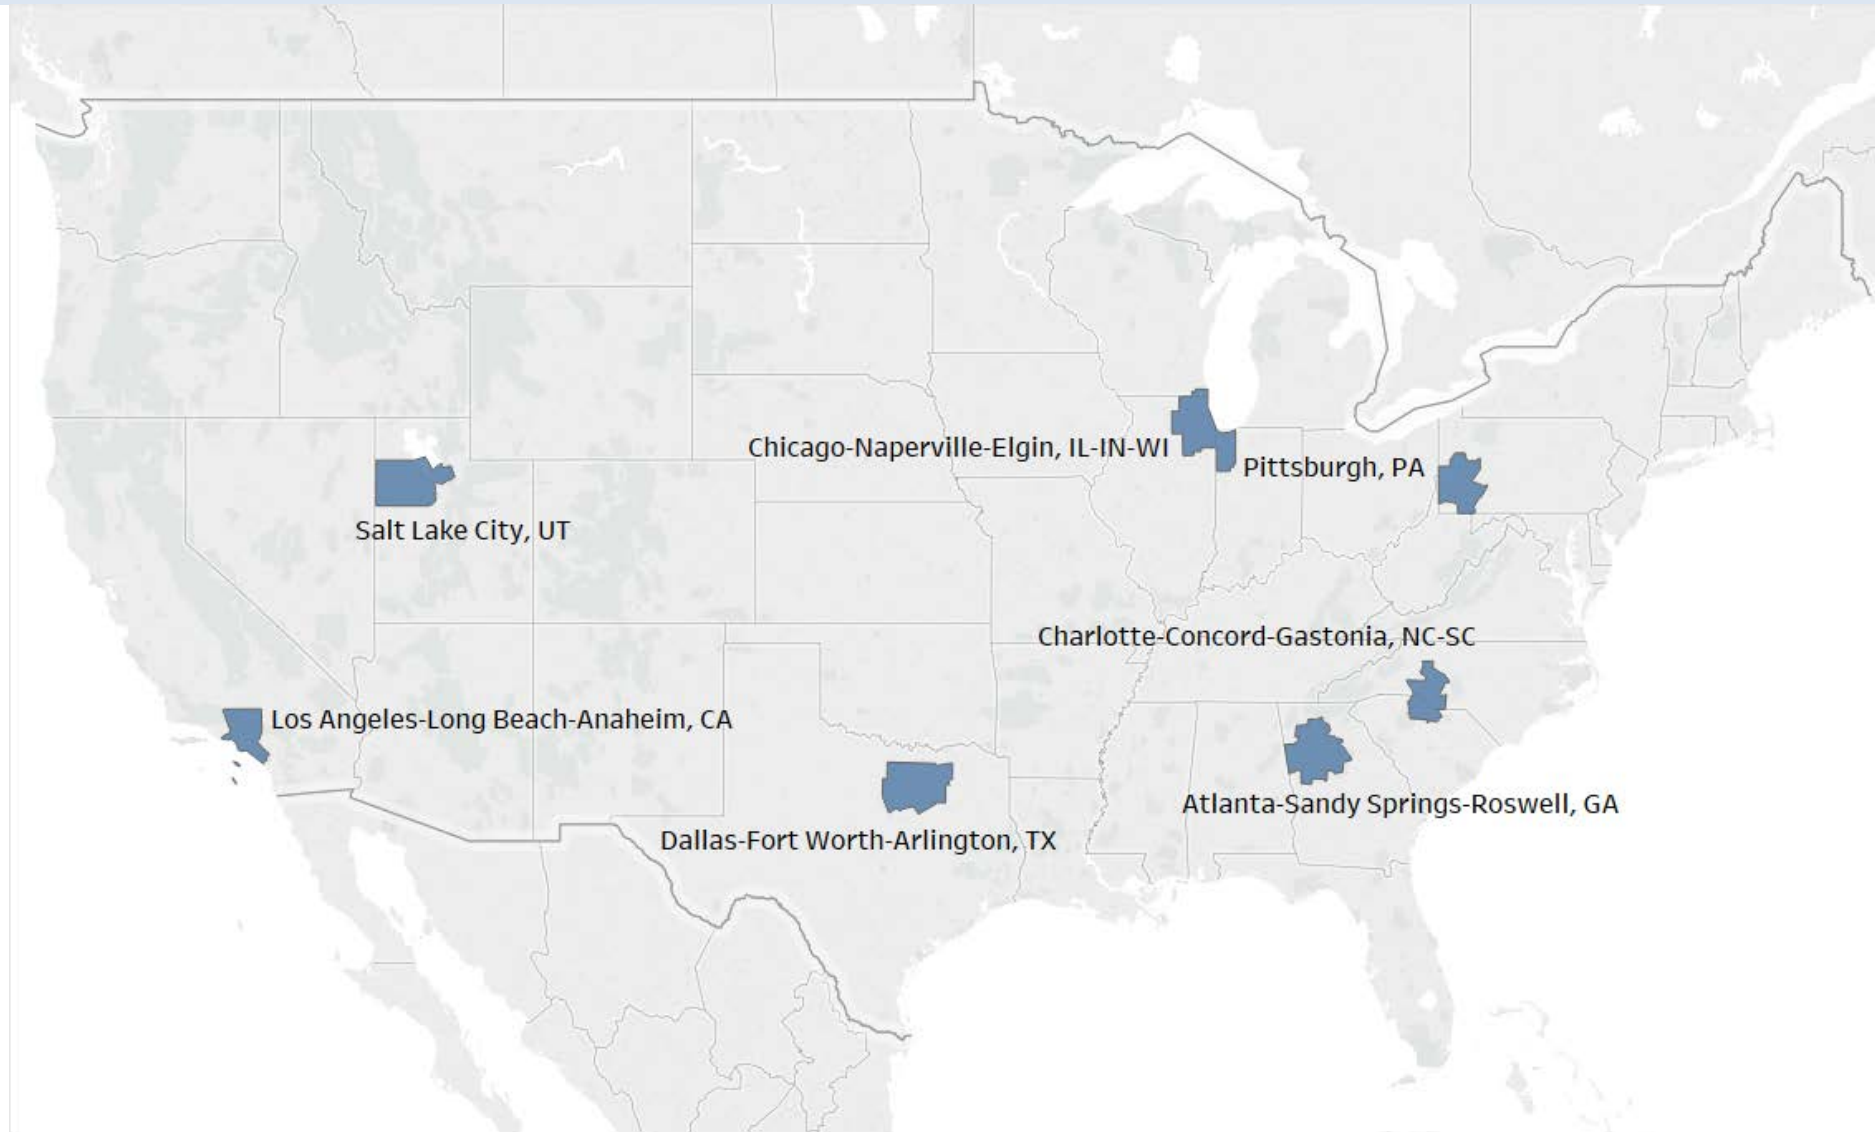 Chicago-Naperville-Elgin, IL-IN-WI
Pittsburgh, PA
Salt Lake City, UT
Charlotte-Concord-Gastonia, NC-SC
Los Angeles-Long Beach-Anaheim, CA
Atlanta-Sandy Springs-Roswell, GA
Dallas-Fort Worth-Arlington, TX